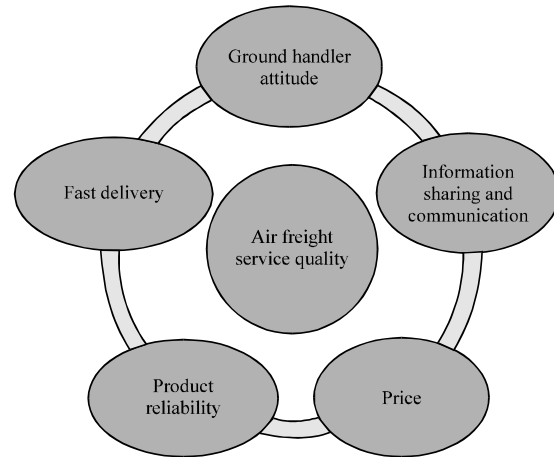 Ground handler
attitude
Information
sharing and
communication
Fast delivery
Air freight
service quality
Product
reliability
Price